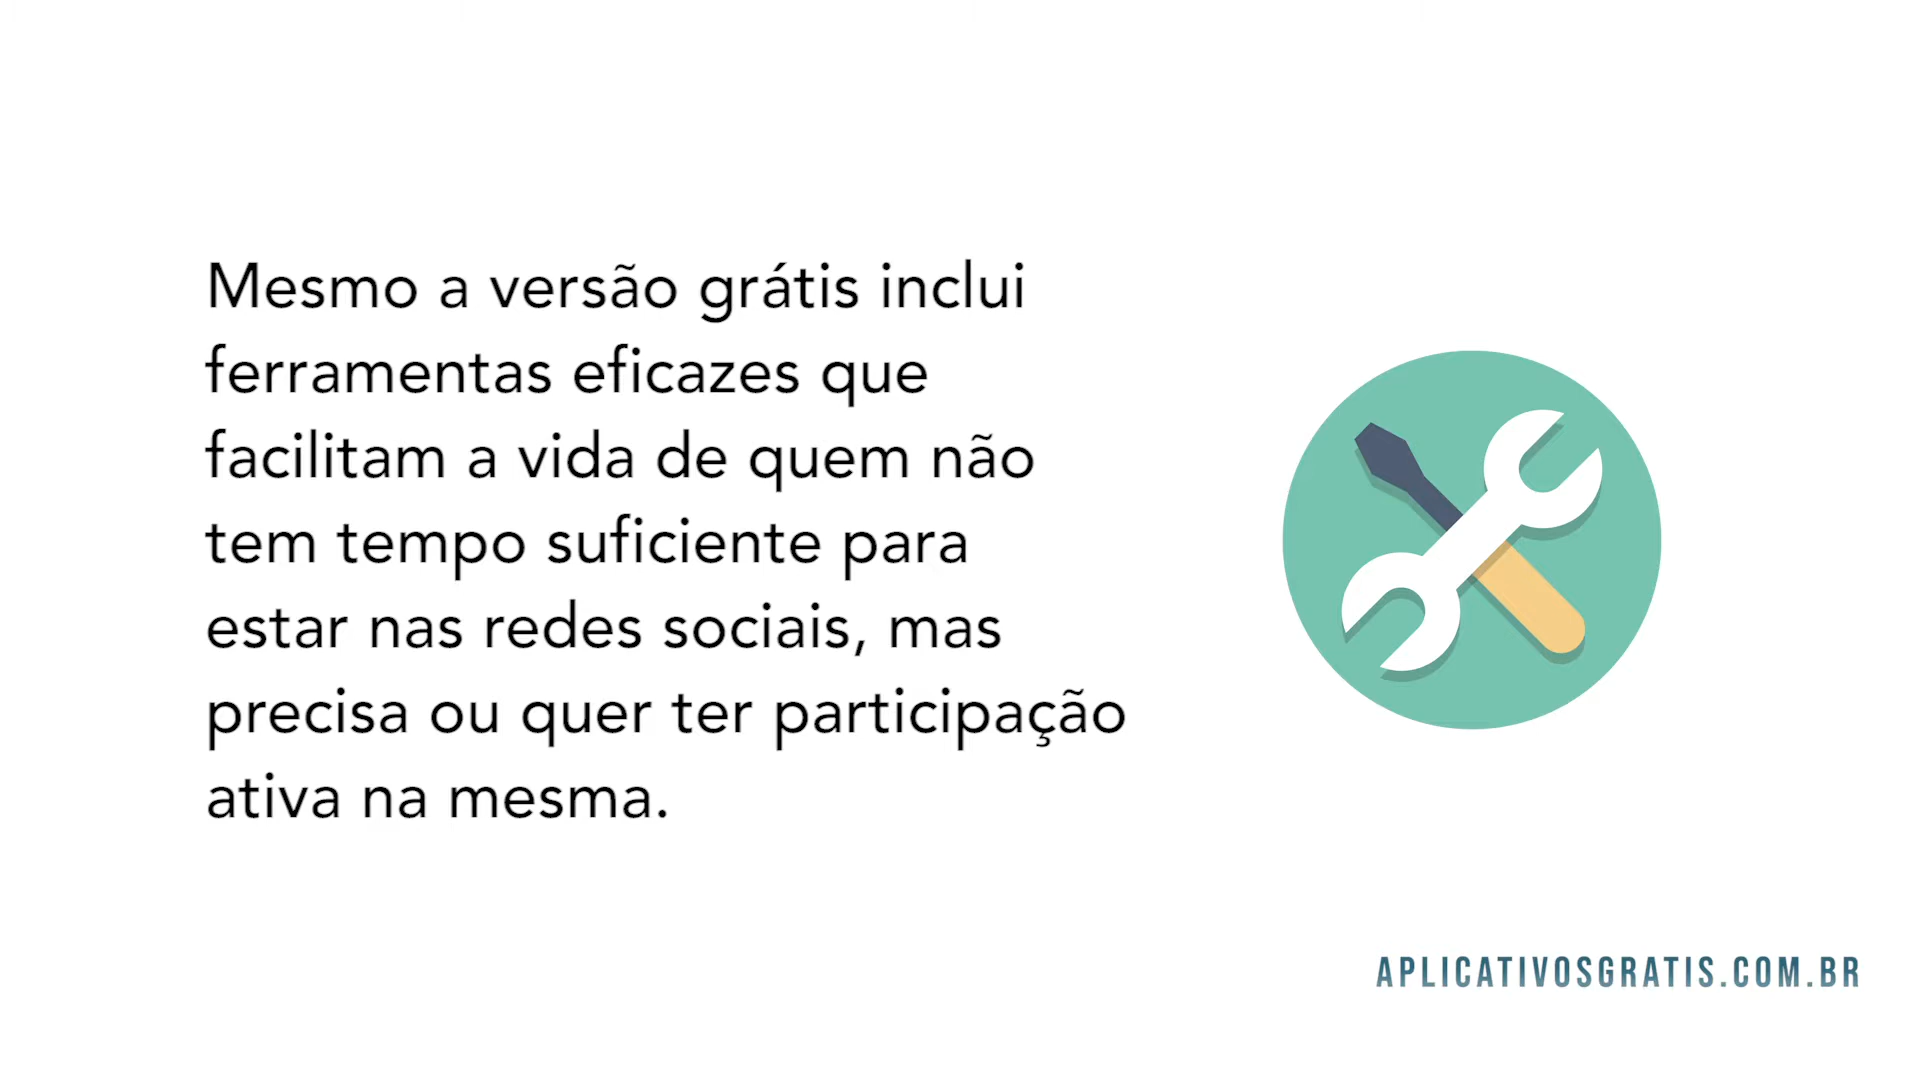 Mesmo a versão grátis inclui
ferramentas eficazes que
facilitam a vida de quem não
tem tempo suficiente para
estar nas redes sociais, mas
precisa ou quer ter participação
ativa na mesma.
APLICATIVOSGRATIS.COM.BR